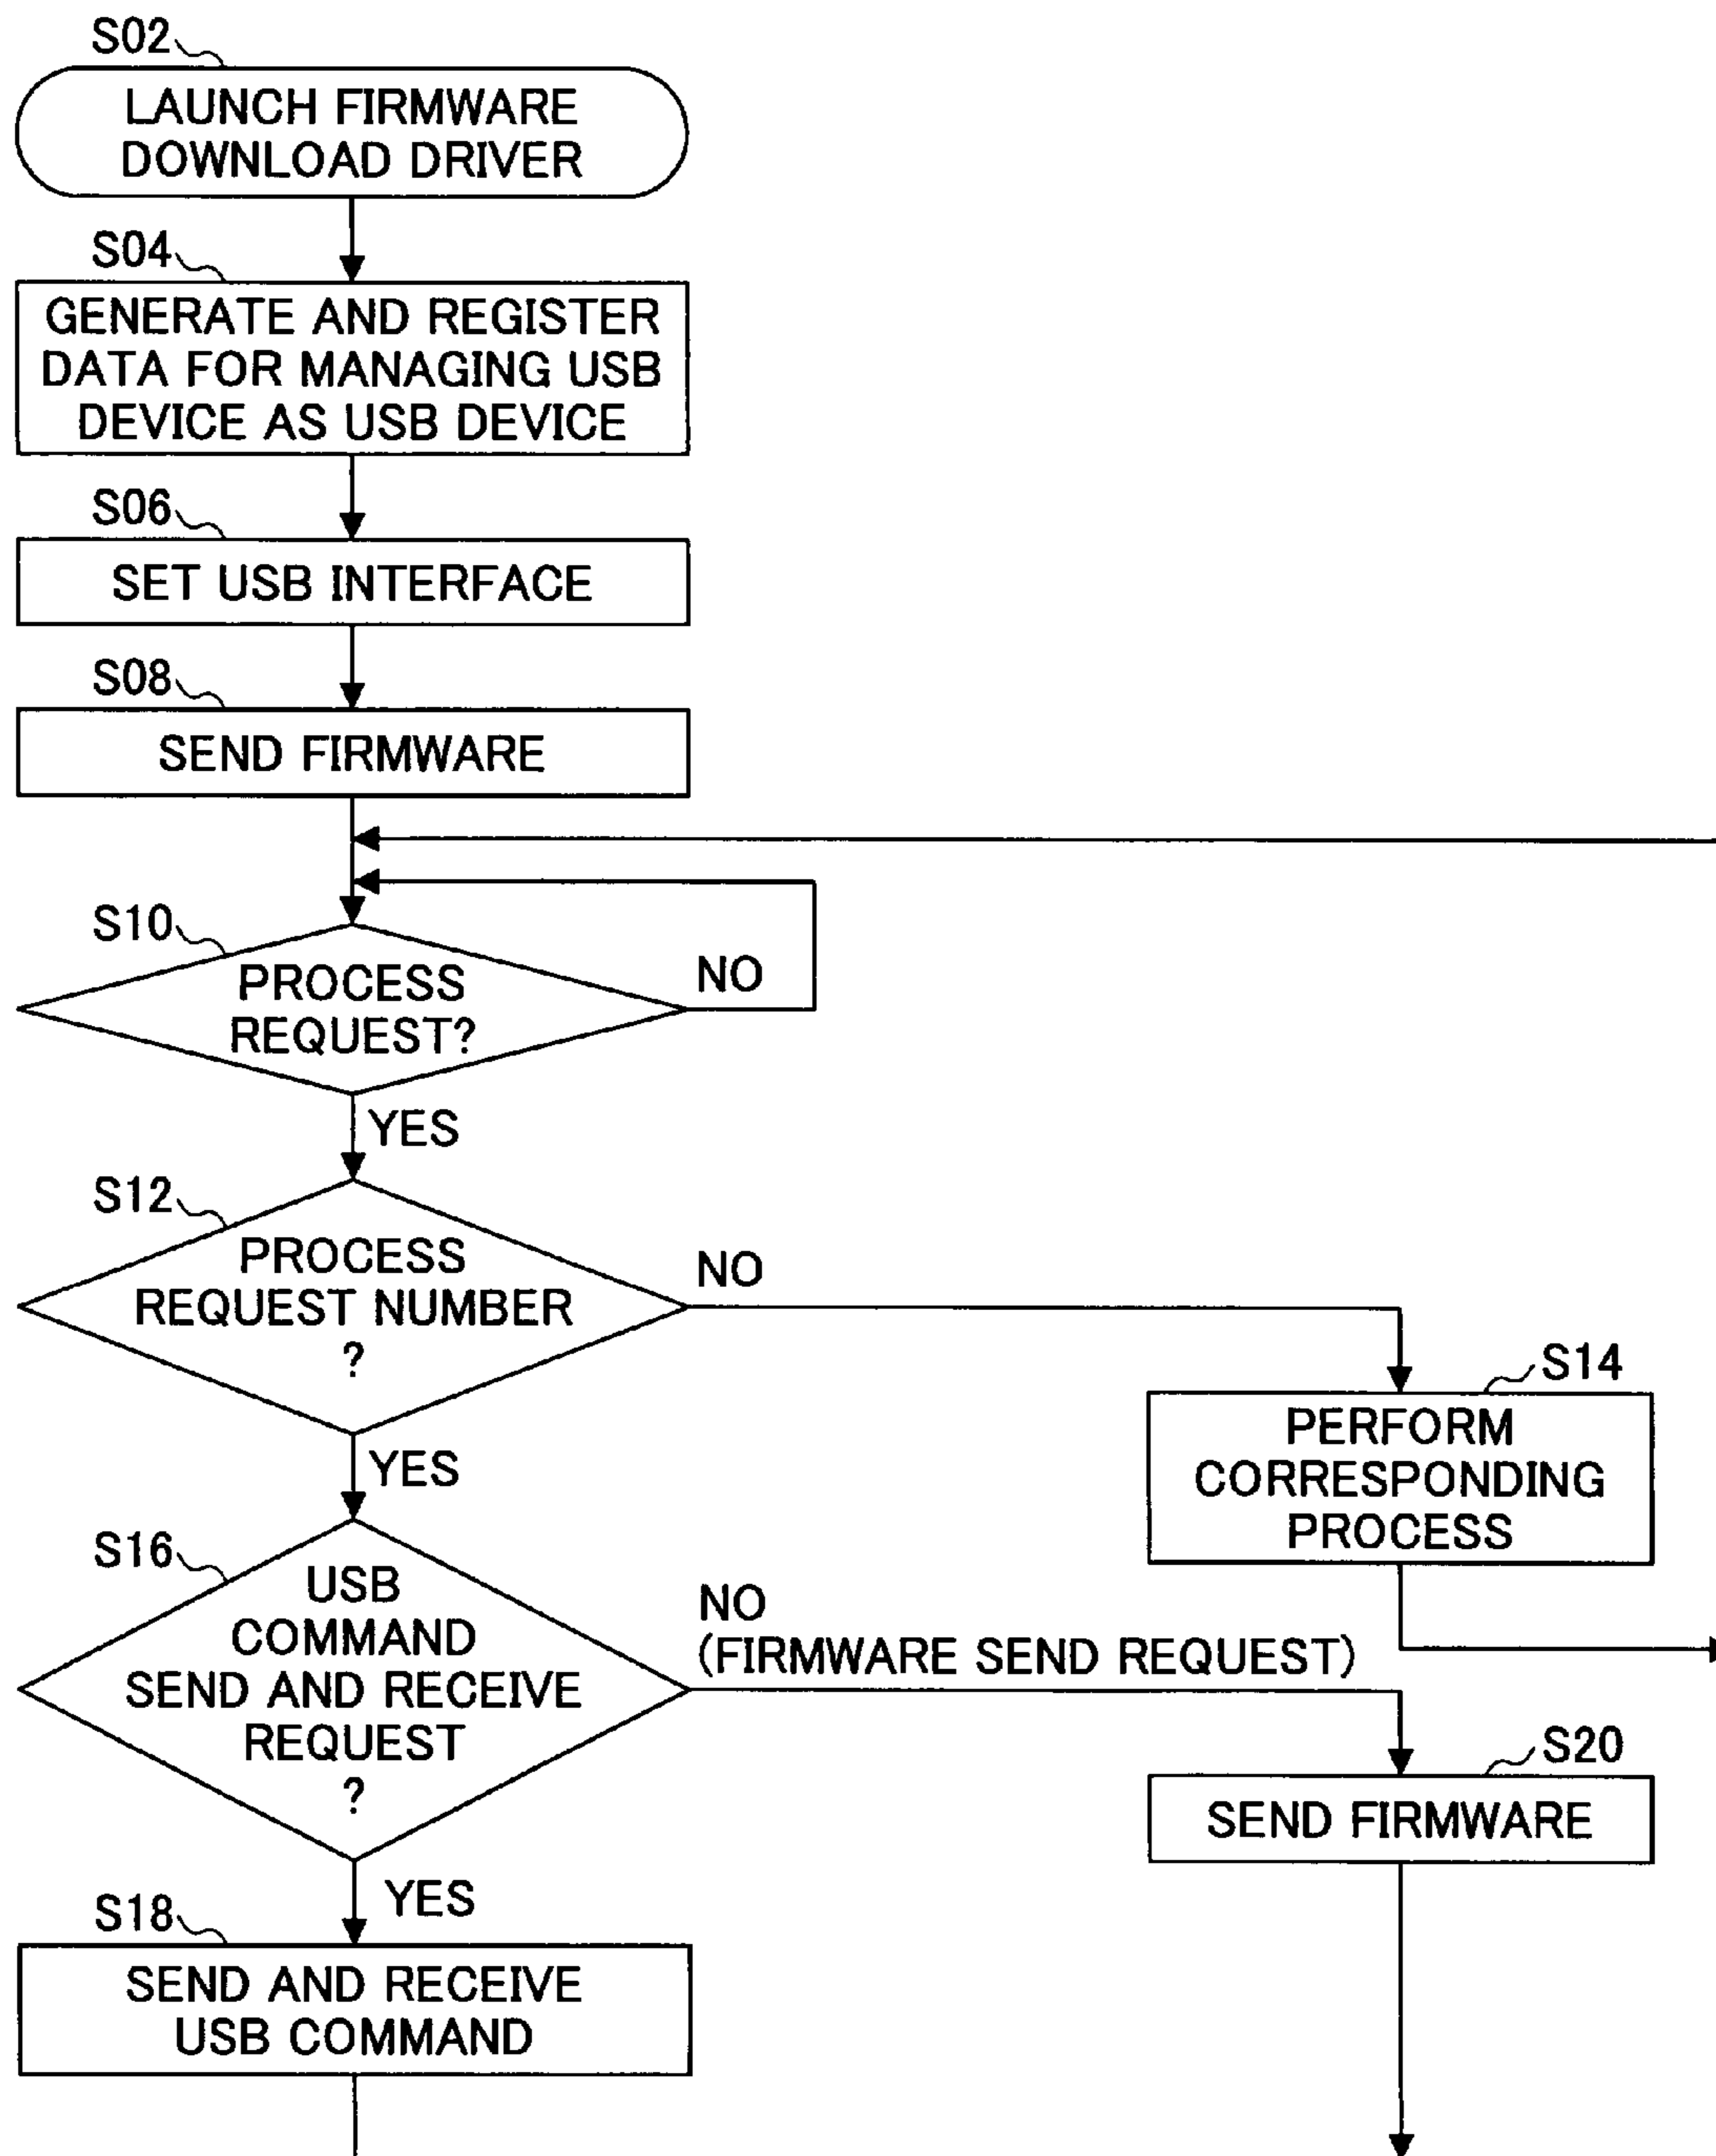 S02
LAUNCH FIRMWARE
DOWNLOAD DRIVER
S04
GENERATE AND REGISTER
DATA FOR MANAGING USB
DEVICE AS USB DEVICE
S06
SET USB INTERFACE
S08
SEND FIRMWARE
S10
PROCESS
REQUEST?
NO
YES
S12
PROCESS
REQUEST NUMBER
?
NO
YES
S14
PERFORM
CORRESPONDING
PROCESS
S16
USB
COMMAND
SEND AND RECEIVE
REQUEST
?
NO
(FIRMWARE SEND REQUEST)
YES
S20
SEND FIRMWARE
S18
SEND AND RECEIVE
USB COMMAND